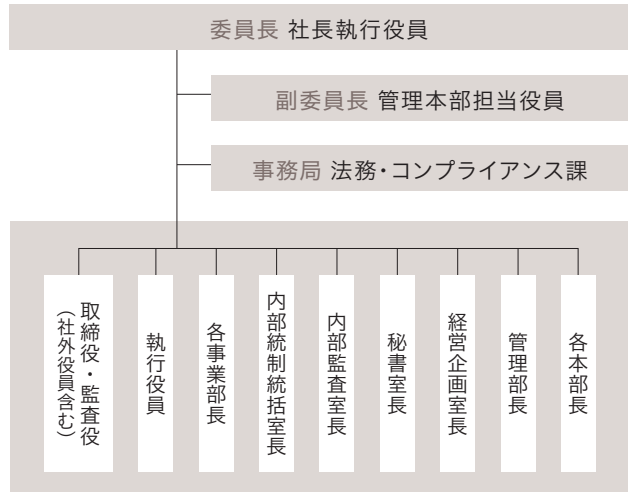 委員長 社長執行役員
副委員長 管理本部担当役員
事務局 法務・コンプライアンス課
取締役・監査役
（社外役員含む）
執行役員
各事業部長
内部統制統括室長
内部監査室長
秘書室長
経営企画室長
管理部長
各本部長